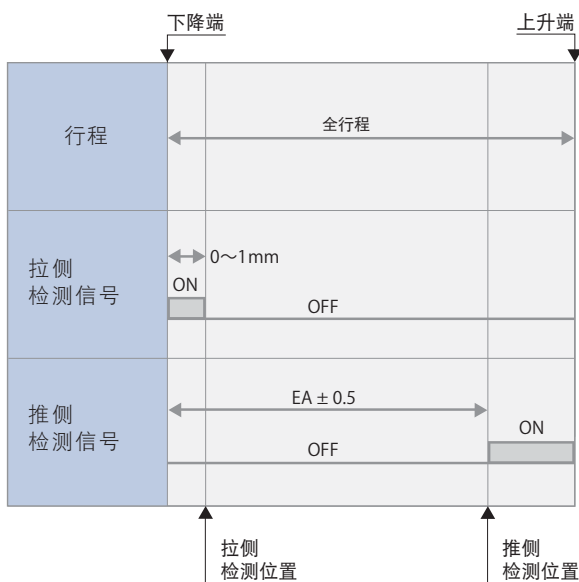 下降端
上升端
行程
全行程
拉侧
检测信号
0～1mm
ON
OFF
推侧
检测信号
EA ± 0.5
OFF
ON
拉侧
检测位置
推侧
检测位置